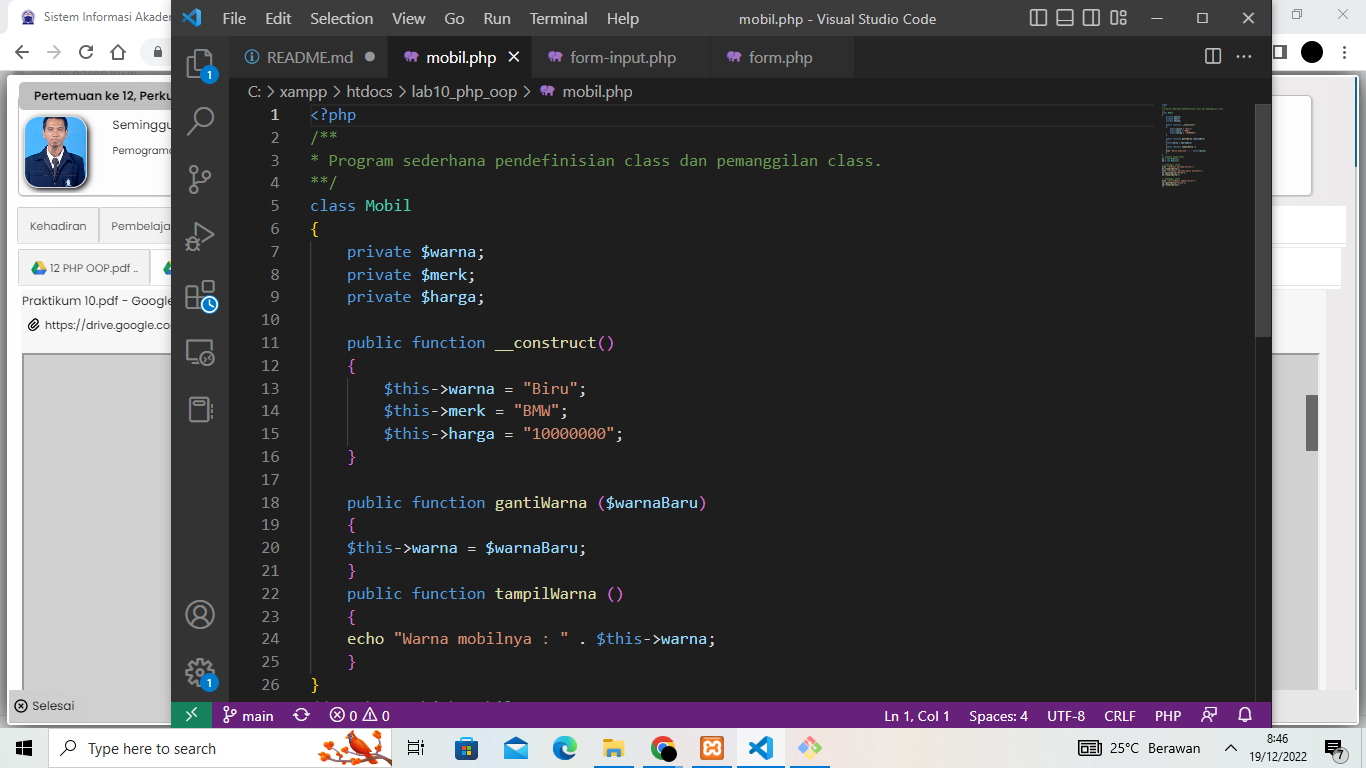 Sistem Informasi Akade
File Edit Selection View Go Run Terminal Help
mobil.php - Visual Studio Code
README.md
mobil.php
form-input.php
form.php
C: > xampp > htdocs > lab10_php_oop > mobil.php
Pertemuan ke 12, Perku
Seminggu
Pemograma
Kehadiran
Pembelaja
12 PHP OOP.pdf ..
Praktikum 10.pdf - Google
https://drive.google.co
Selesai
1 <?php
2 /**
3 * Program sederhana pendefinisian class dan pemanggilan class.
4 **/
5 class Mobil
6 {
7 private $warna;
8 private $merk;
9 private $harga;
10
11 public function __construct()
12 {
13 $this->warna = "Biru";
14 $this->merk = "BMW";
15 $this->harga = "10000000";
16 }
17
18 public function gantiWarna ($warnaBaru)
19 {
20 $this->warna = $warnaBaru;
21 }
22 public function tampilWarna ()
23 {
24 echo "Warna mobilnya : " . $this->warna;
25 }
26 }
1
1
main
0 0
Ln 1, Col 1
Spaces: 4
UTF-8
CRLF
PHP
Type here to search
25°C Berawan
8:46
19/12/2022
7